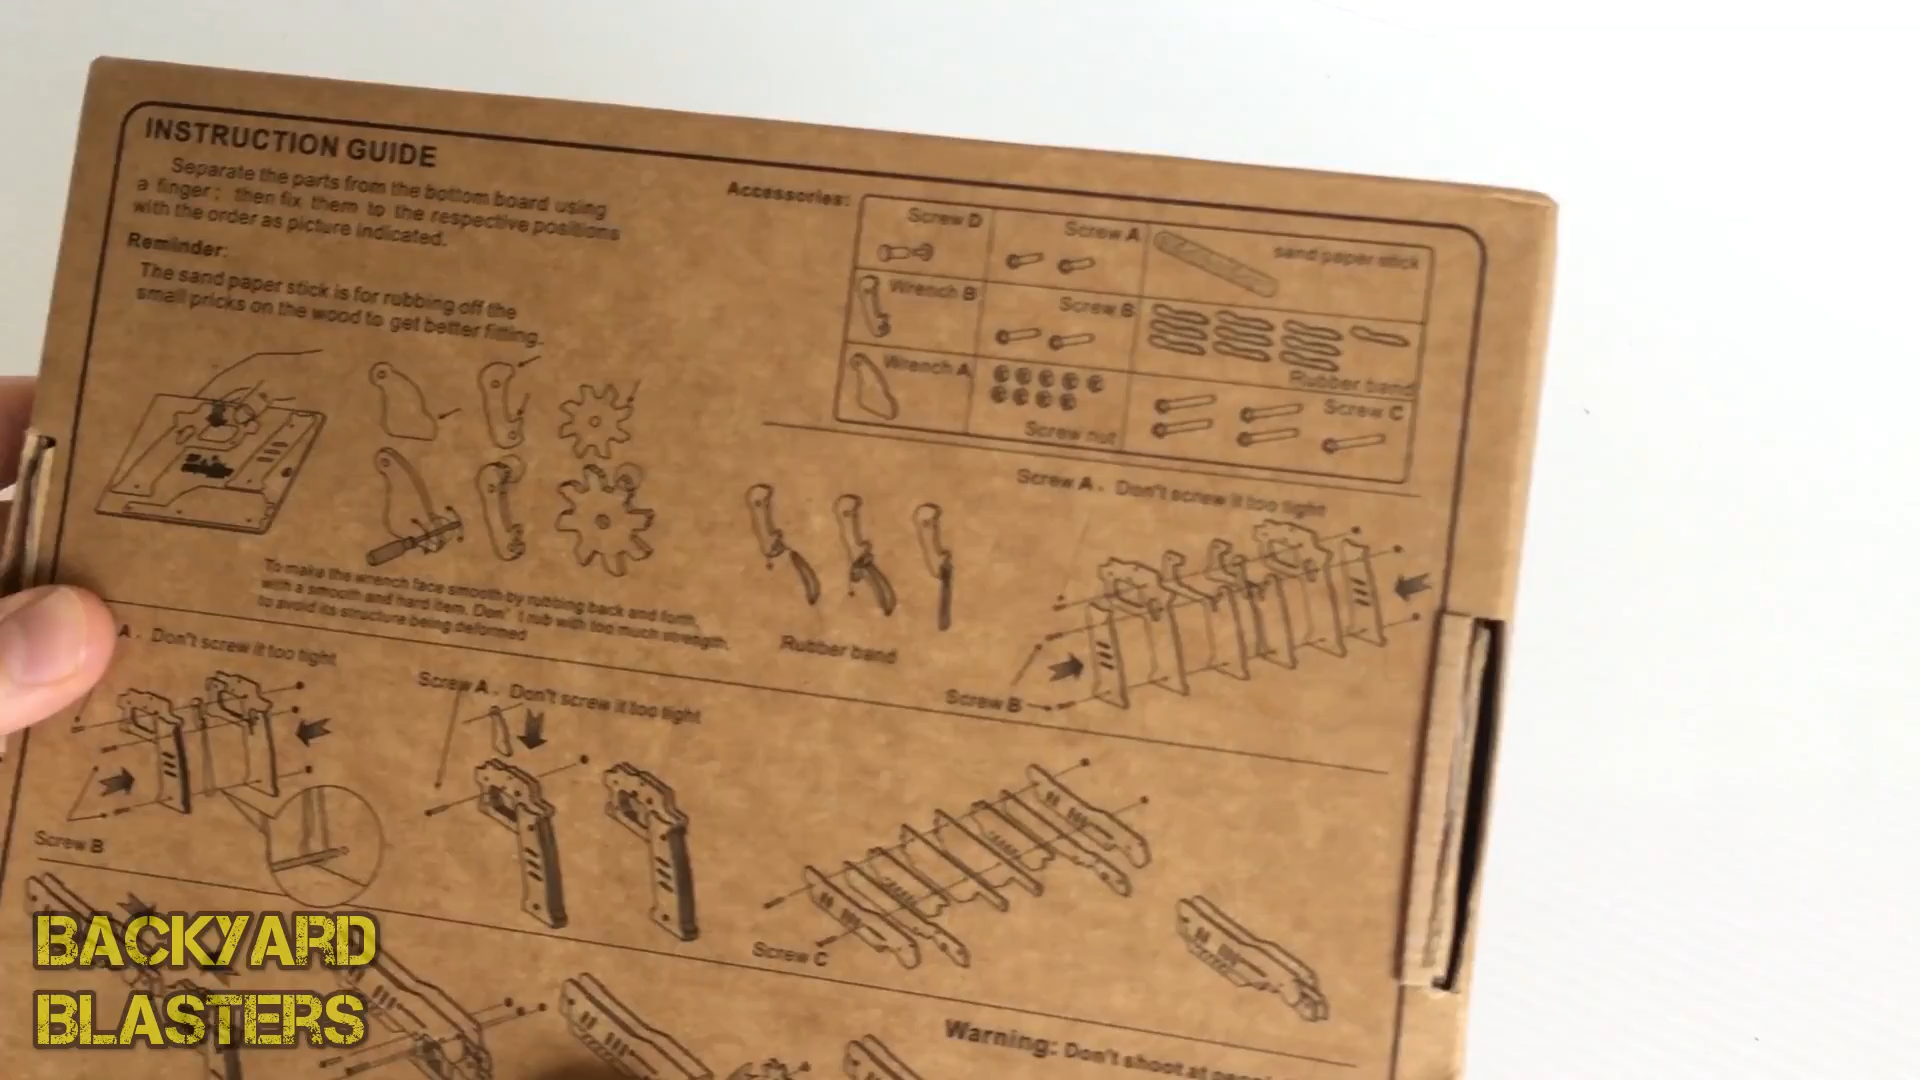 INSTRUCTION GUIDE
Separate the parts from the bottom board using
a finger; then fix them to the respective positions
with the order as picture indicated.
Reminder:
The sand paper stick is for rubbing off the
small pricks on the wood to get better fitting.
Accessories:
Screw D
Screw A
sand paper stick
Wrench B
Screw B
Rubber band
Wrench A
Screw nut
Screw C
To make the wrench face smooth by rubbing back and forth
with a smooth and hard item. Don't rub with too much strength
to avoid its structure being deformed
Rubber band
Screw A. Don't screw it too tight
Screw B
A. Don't screw it too tight
Screw B
Screw A. Don't screw it too tight
Screw C
Warning: Don't shoot at
BACKYARD
BLASTERS